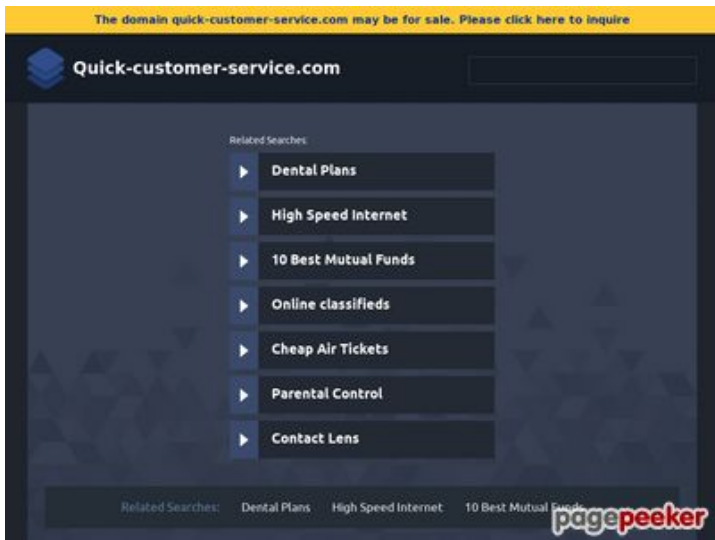 The domain quick-customer-service.com may be for sale. Please click here to inquire
Quick-customer-service.com
Related Searches:
Dental Plans
High Speed Internet
10 Best Mutual Funds
Online classifieds
Cheap Air Tickets
Parental Control
Contact Lens
Related Searches: Dental Plans High Speed Internet 10 Best Mutual Funds
pagepeeker